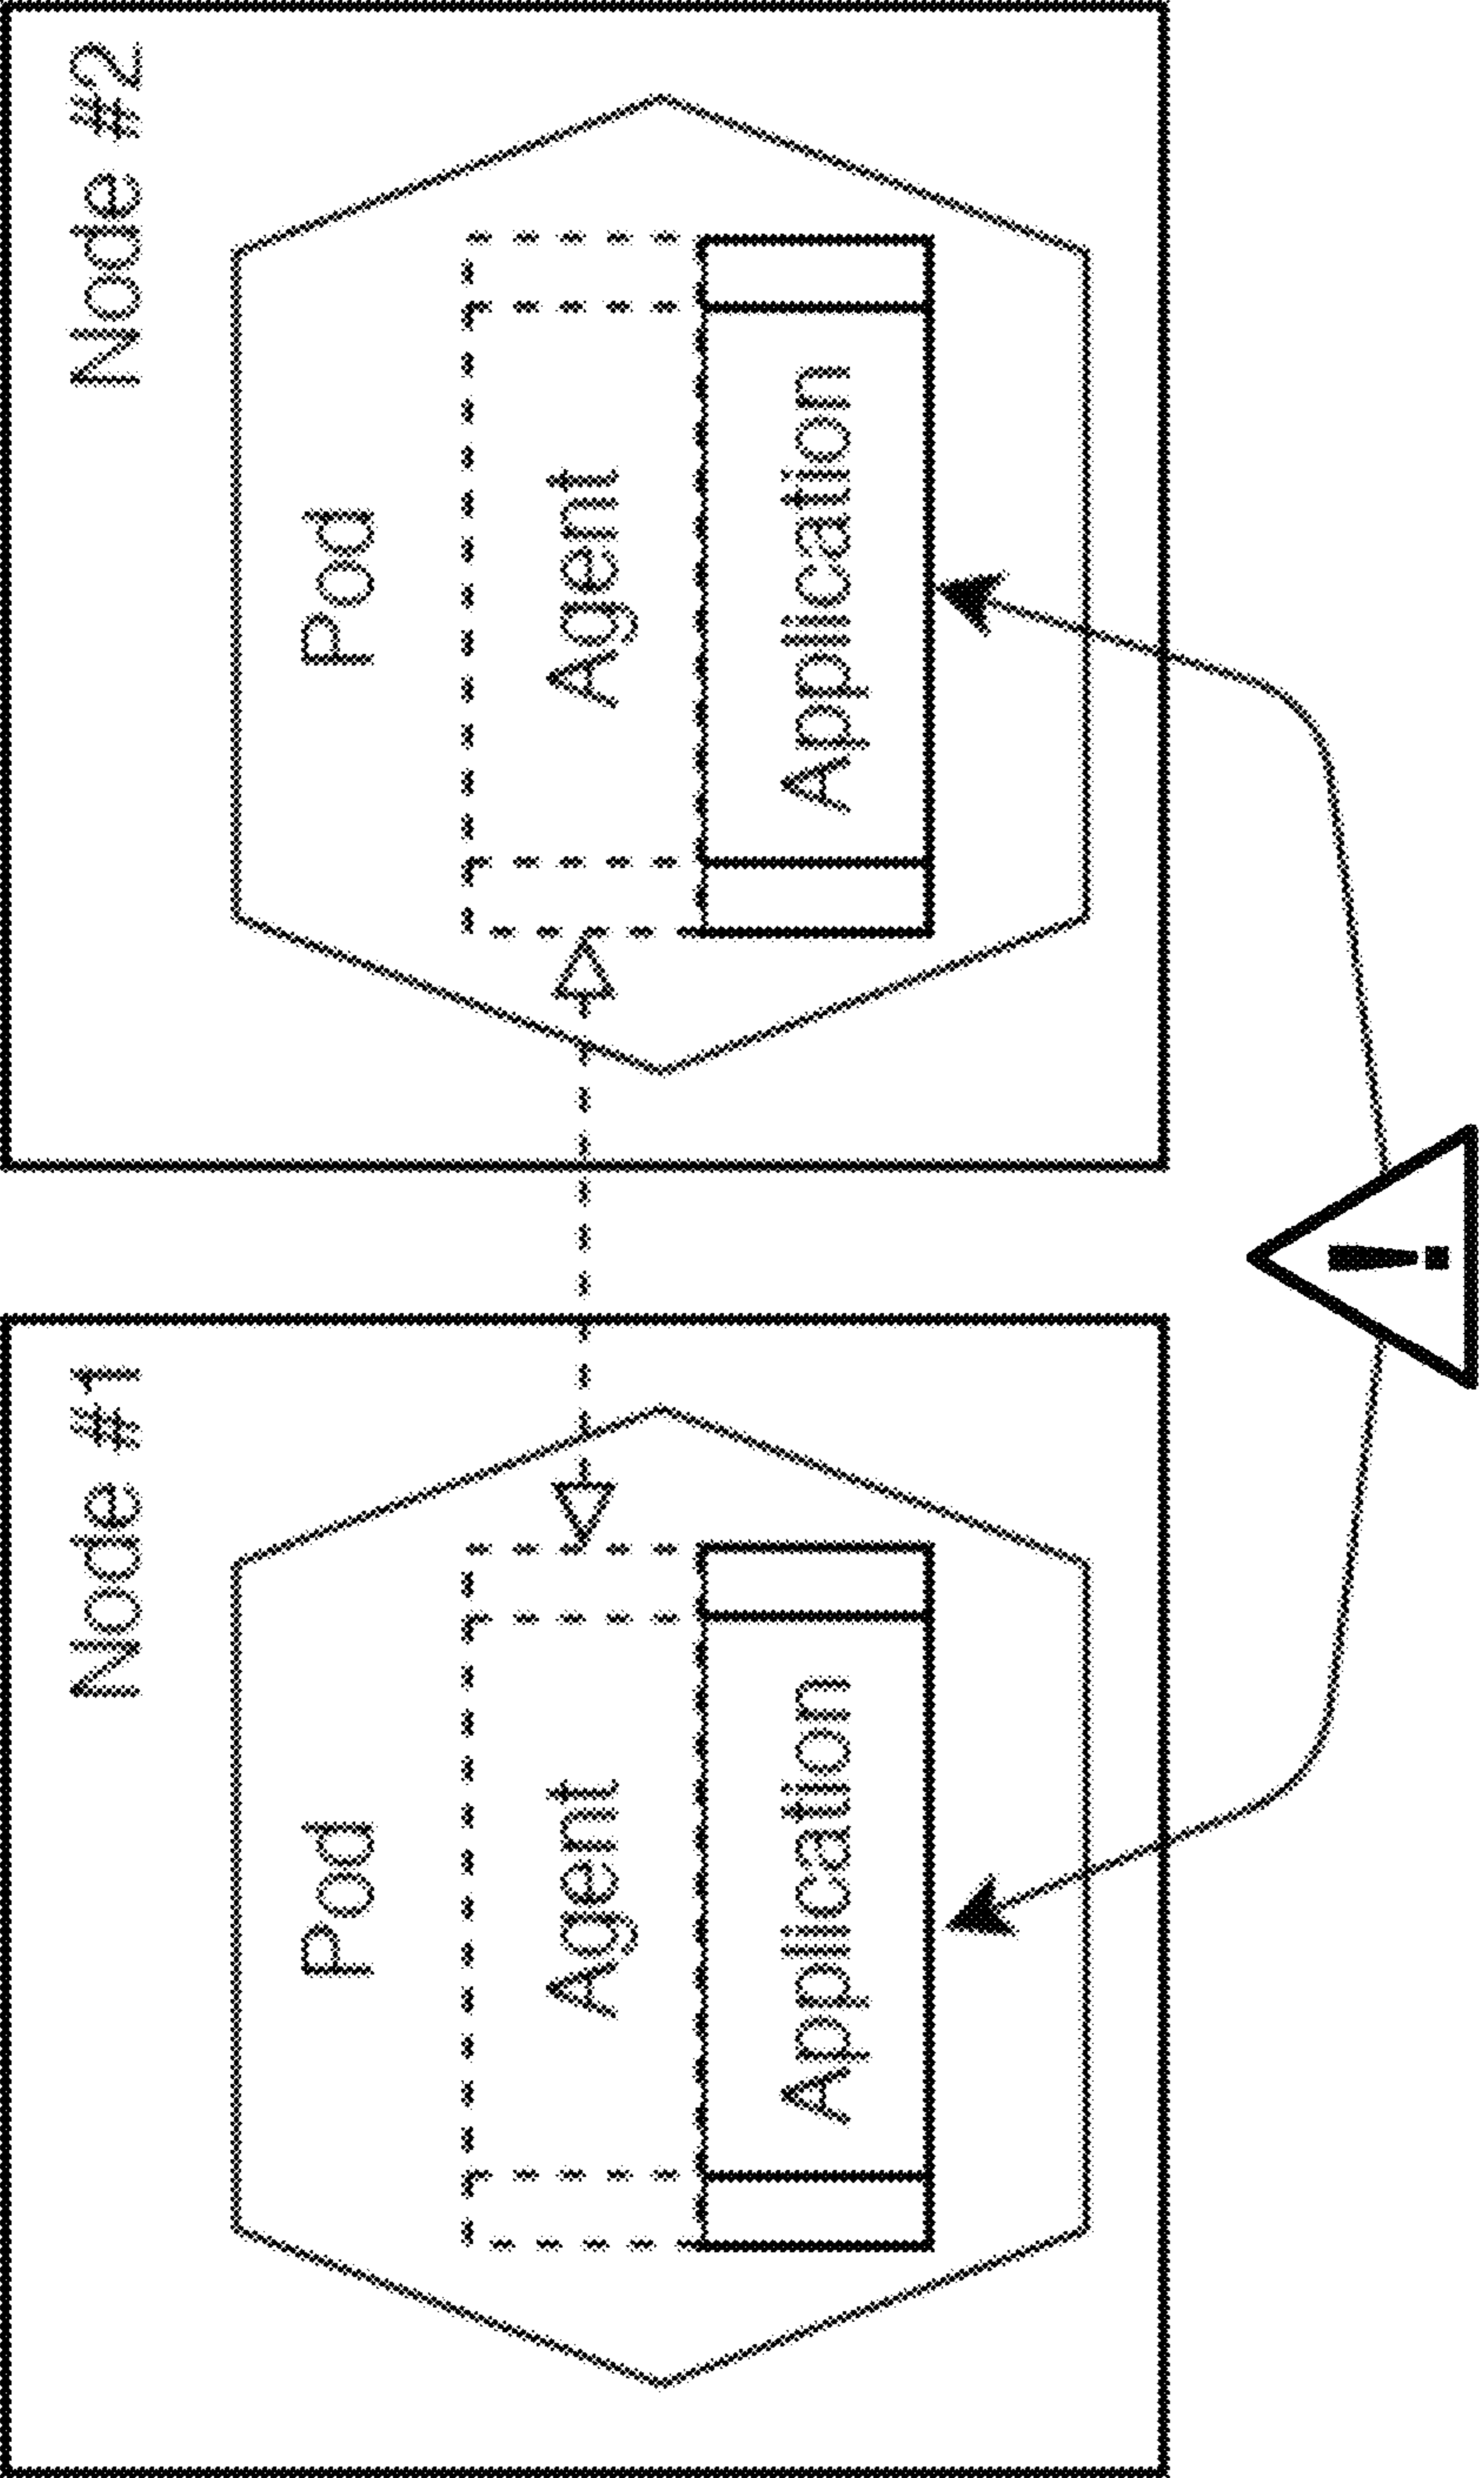 Node #1
Pod
Agent
Application
Node #2
Pod
Agent
Application
!